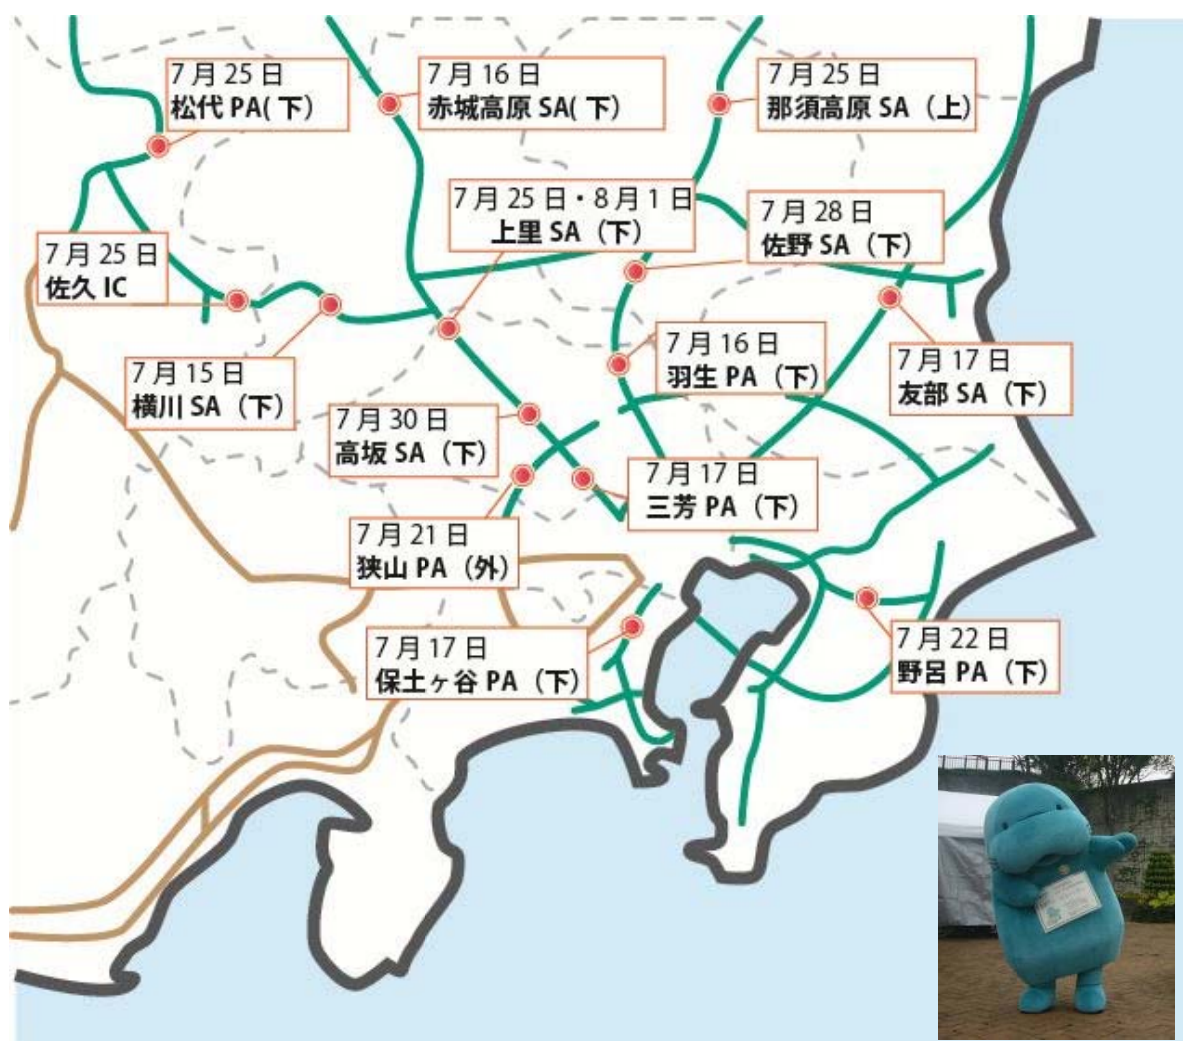 7月25日
松代PA(下)
7月16日
赤城高原SA(下)
7月25日
那須高原SA（上）
7月25日・8月1日
上里SA（下）
7月28日
佐野SA（下）
7月25日
佐久IC
7月15日
横川SA（下）
7月16日
羽生PA（下）
7月17日
友部SA（下）
7月30日
高坂SA（下）
7月17日
三芳PA（下）
7月21日
狭山PA（外）
7月17日
保土ヶ谷PA（下）
7月22日
野呂PA（下）